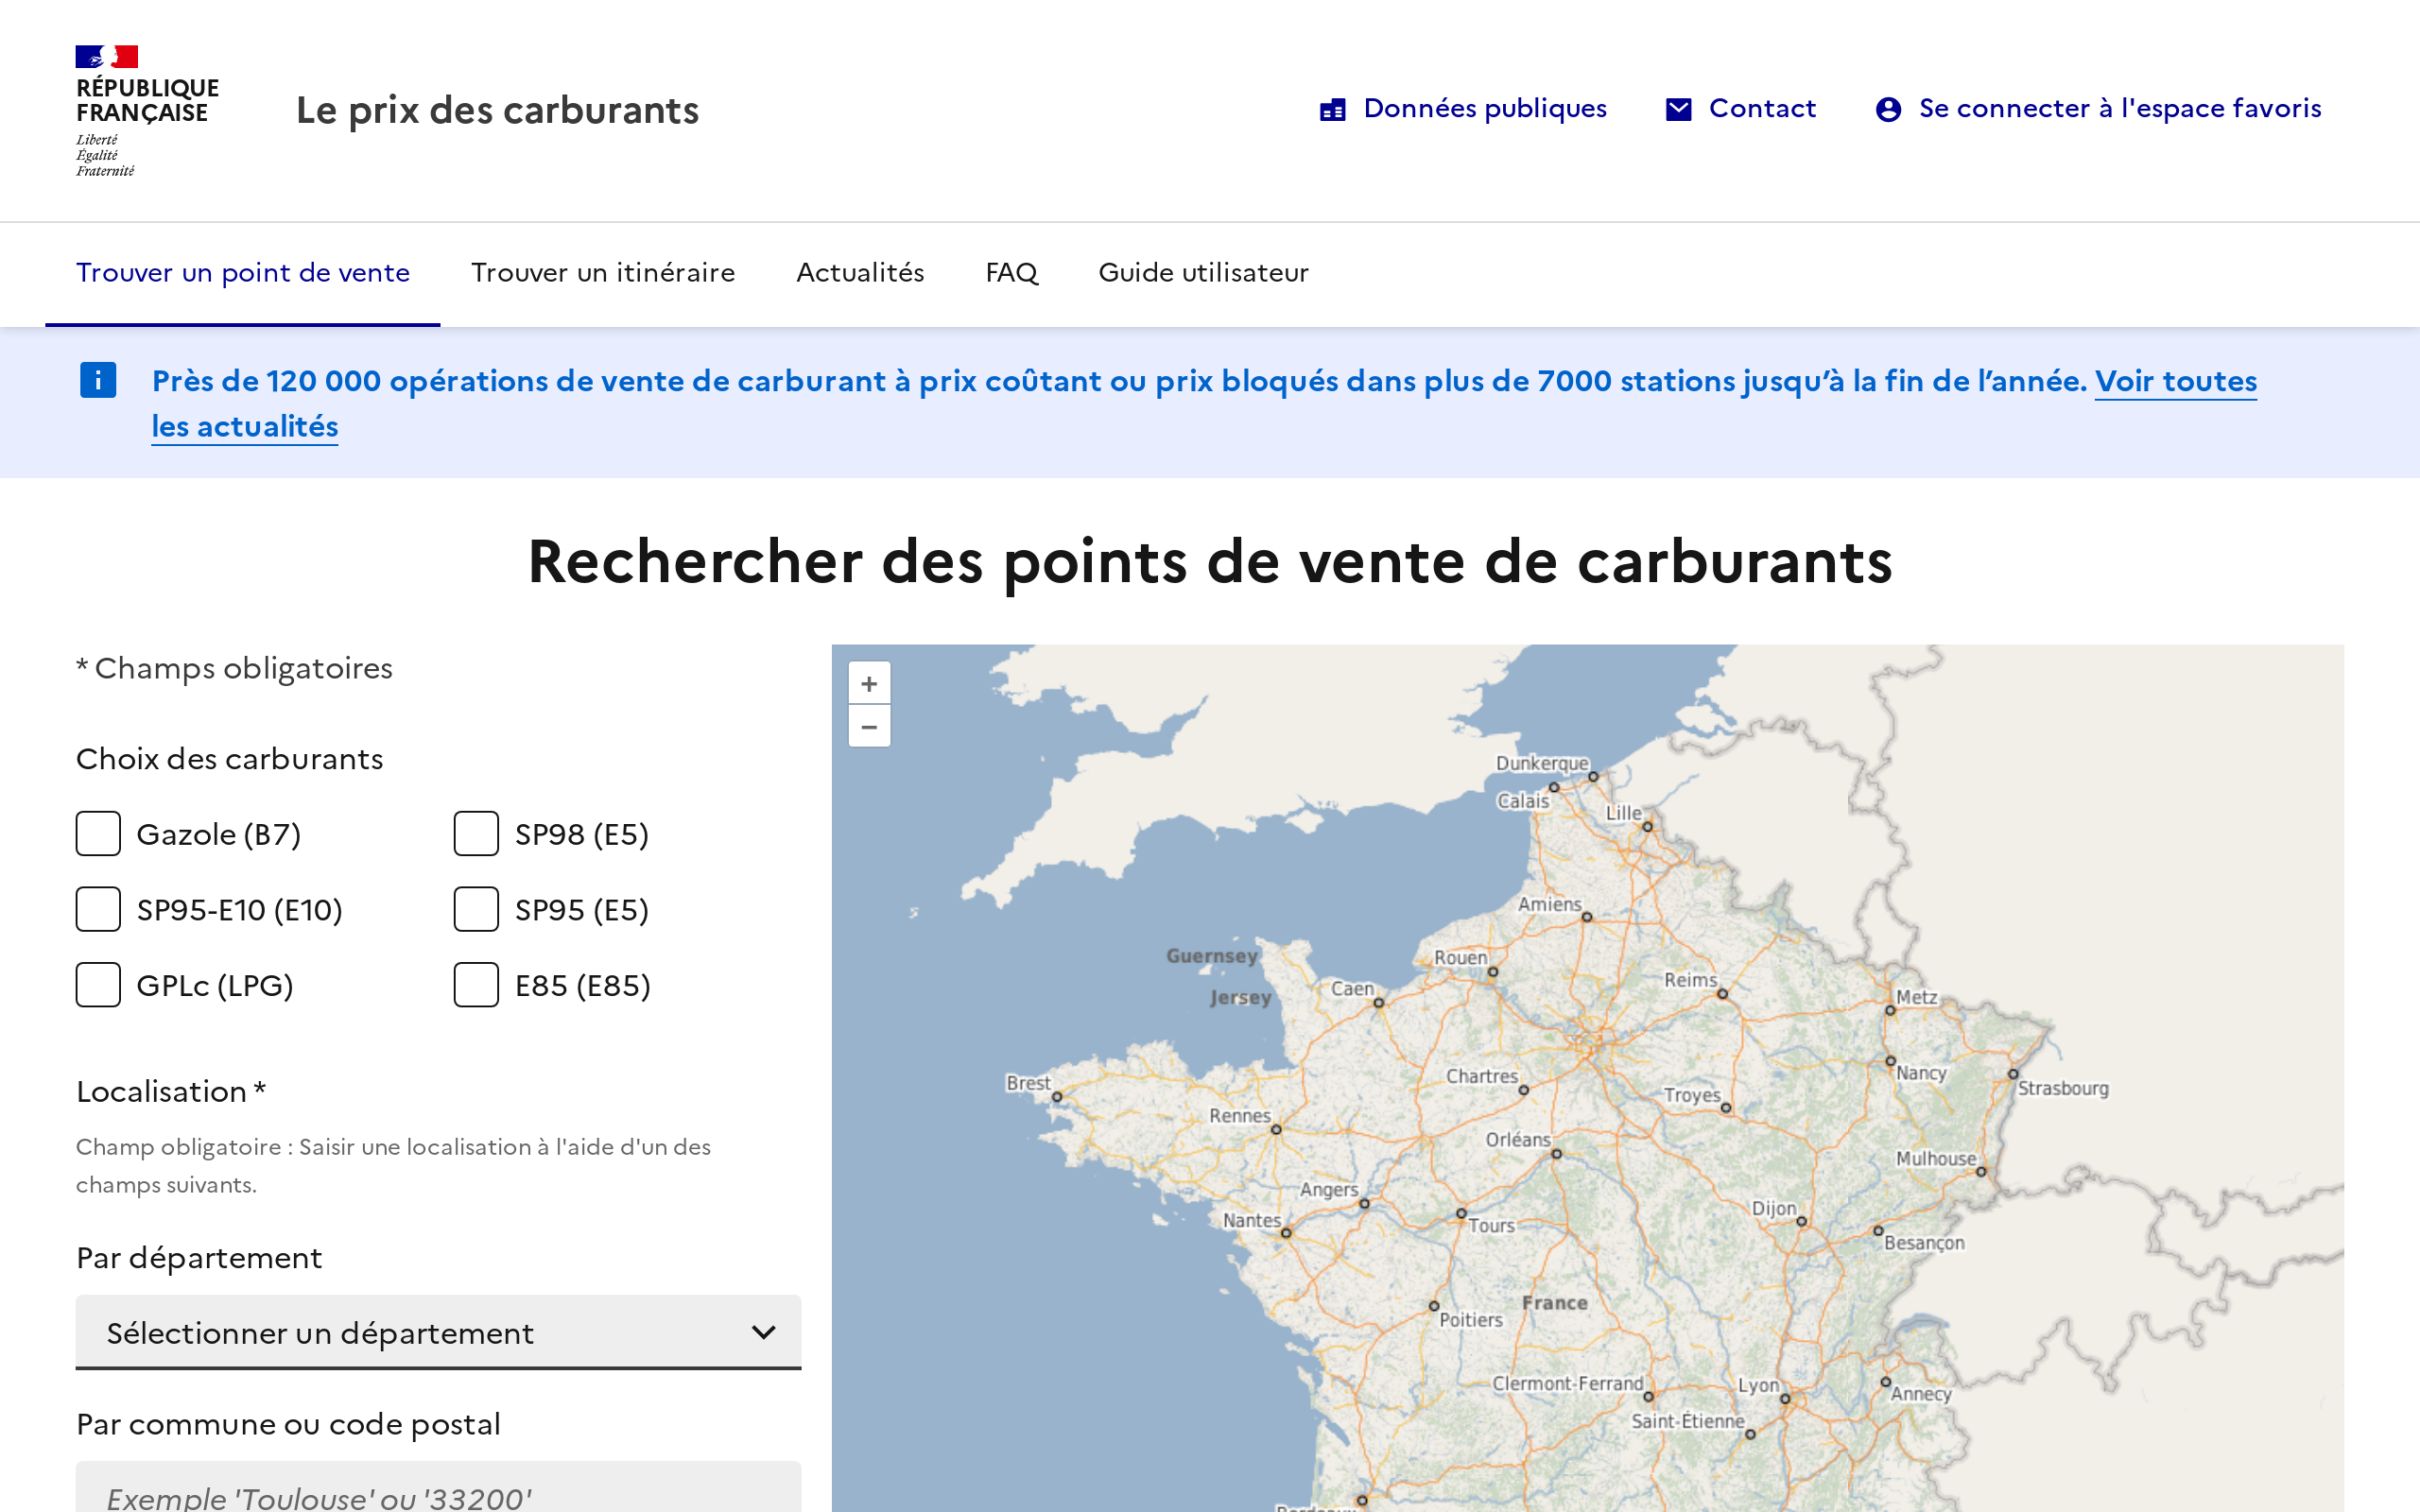 RÉPUBLIQUE
FRANÇAISE
Liberté
Égalité
Fraternité
Le prix des carburants
Données publiques
Contact
Se connecter à l'espace favoris
Trouver un point de vente
Trouver un itinéraire
Actualités
FAQ
Guide utilisateur
Près de 120 000 opérations de vente de carburant à prix coûtant ou prix bloqués dans plus de 7000 stations jusqu’à la fin de l’année. Voir toutes
les actualités
Rechercher des points de vente de carburants
* Champs obligatoires
Choix des carburants
Gazole (B7)
SP98 (E5)
SP95-E10 (E10)
SP95 (E5)
GPLc (LPG)
E85 (E85)
Localisation *
Champ obligatoire : Saisir une localisation à l'aide d'un des
champs suivants.
Par département
Sélectionner un département
Par commune ou code postal
Exemple 'Toulouse' ou '33200'
+
−
Dunkerque
Calais
Lille
Amiens
Guernsey
Rouen
Reims
Jersey
Caen
Metz
Brest
Chartres
Nancy
Strasbourg
Troyes
Rennes
Orléans
Mulhouse
Angers
Dijon
Nantes
Tours
Besançon
France
Poitiers
Clermont-Ferrand
Lyon
Annecy
Saint-Étienne